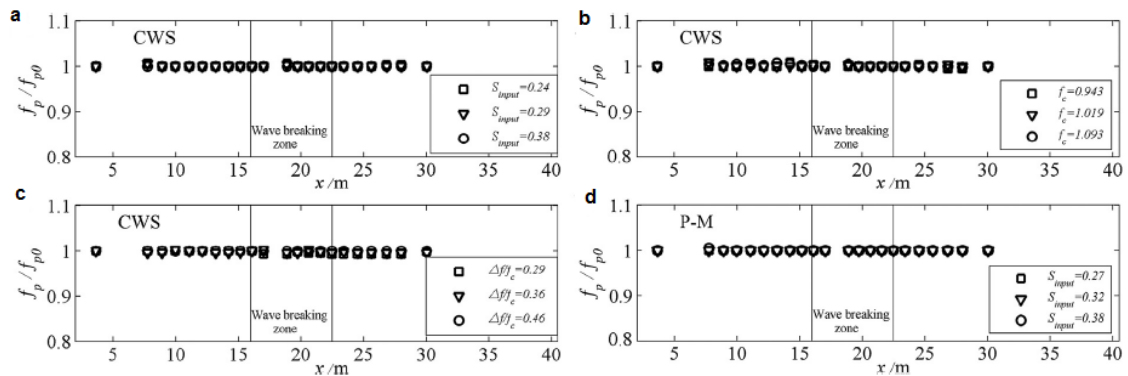 a
1.1
1
0.9
0.8
f_p / f_p0
CWS
S_input=0.24
S_input=0.29
S_input=0.38
Wave breaking
zone
5 10 15 20 25 30 35 40
x /m
b
1.1
1
0.9
0.8
f_p / f_p0
CWS
f_c=0.943
f_c=1.019
f_c=1.093
Wave breaking
zone
5 10 15 20 25 30 35 40
x /m
c
1.1
1
0.9
0.8
f_p / f_p0
CWS
△f/f_c=0.29
△f/f_c=0.36
△f/f_c=0.46
Wave breaking
zone
5 10 15 20 25 30 35 40
x /m
d
1.1
1
0.9
0.8
f_p / f_p0
P-M
S_input=0.27
S_input=0.32
S_input=0.38
Wave breaking
zone
5 10 15 20 25 30 35 40
x /m